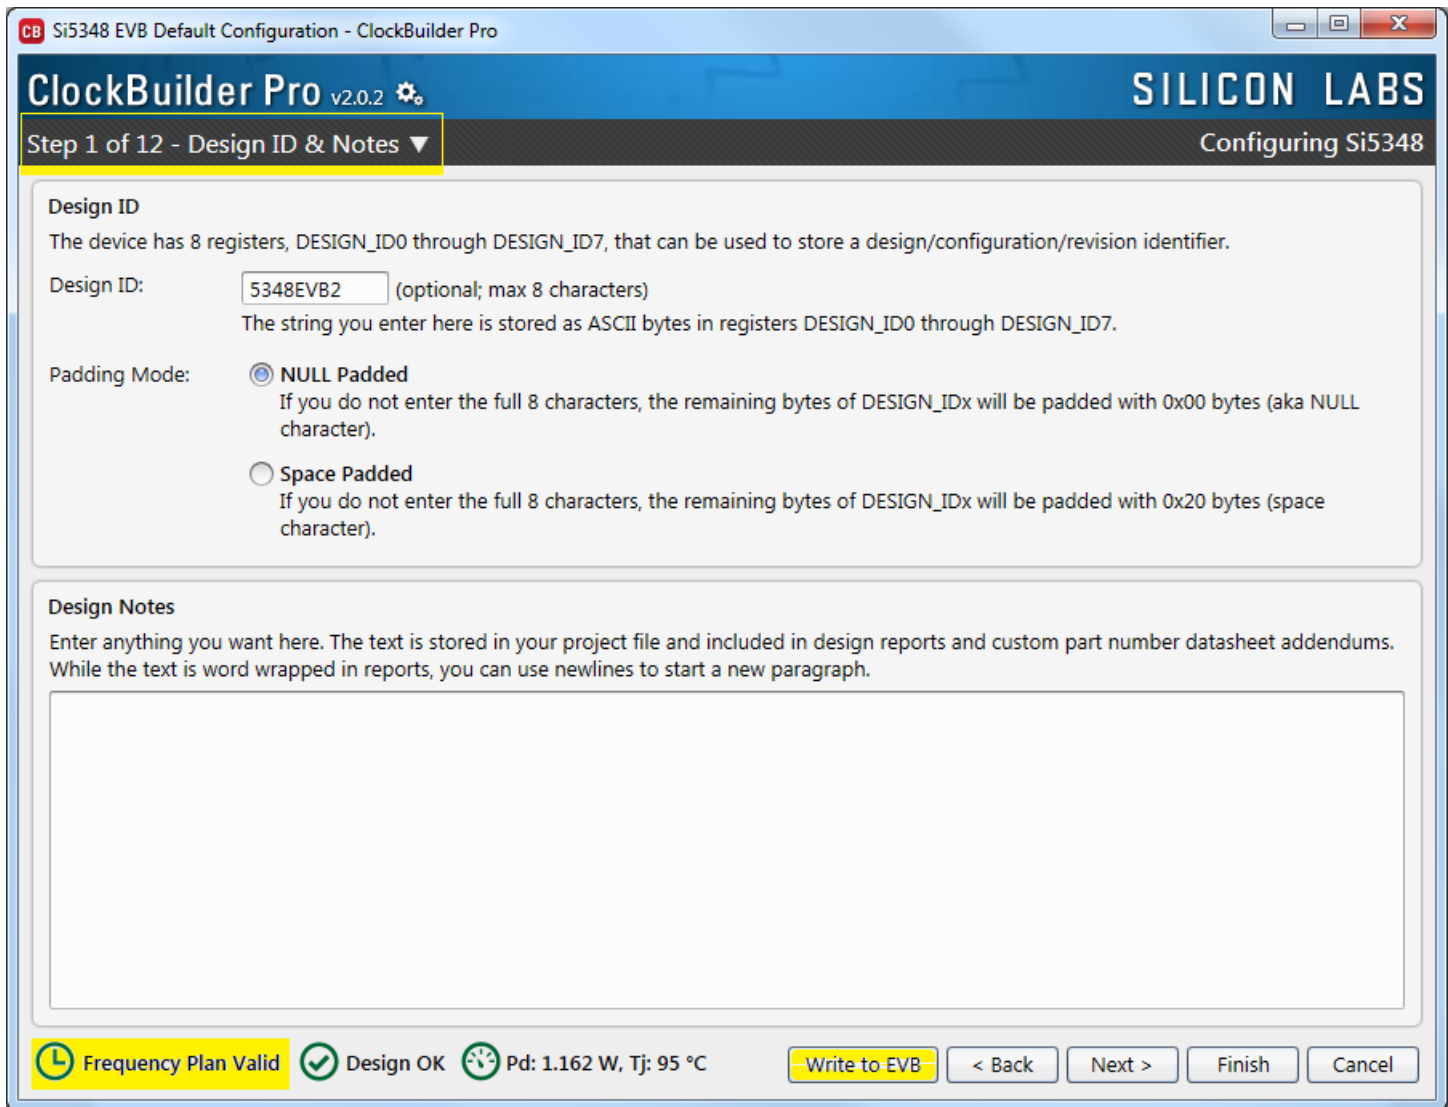 CB Si5348 EVB Default Configuration - ClockBuilder Pro
ClockBuilder Pro v2.0.2
SILICON LABS
Step 1 of 12 - Design ID & Notes ▼
Configuring Si5348
Design ID
The device has 8 registers, DESIGN_ID0 through DESIGN_ID7, that can be used to store a design/configuration/revision identifier.
Design ID: 5348EVB2 (optional; max 8 characters)
The string you enter here is stored as ASCII bytes in registers DESIGN_ID0 through DESIGN_ID7.
Padding Mode: NULL Padded
If you do not enter the full 8 characters, the remaining bytes of DESIGN_IDx will be padded with 0x00 bytes (aka NULL
character).
Space Padded
If you do not enter the full 8 characters, the remaining bytes of DESIGN_IDx will be padded with 0x20 bytes (space
character).
Design Notes
Enter anything you want here. The text is stored in your project file and included in design reports and custom part number datasheet addendums.
While the text is word wrapped in reports, you can use newlines to start a new paragraph.
Frequency Plan Valid Design OK Pd: 1.162 W, Tj: 95 °C Write to EVB < Back Next > Finish Cancel